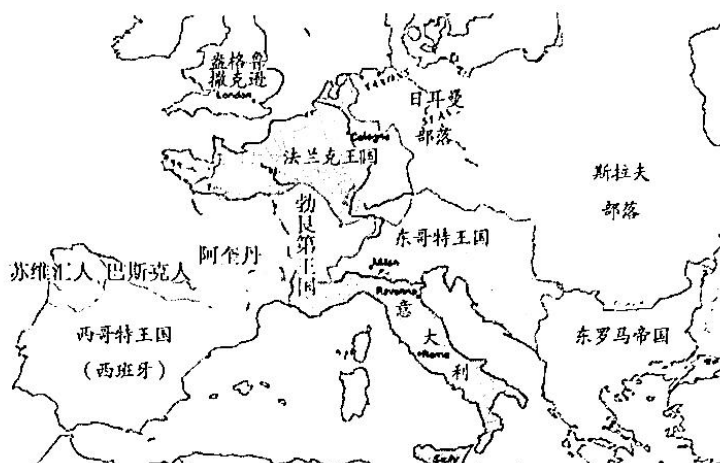 盎格鲁
撒克逊
London
日耳曼
部落
Cologne
法兰克王国
斯拉夫
部落
勃艮第王国
东哥特王国
阿奎丹
苏维汇人
巴斯克人
Milan
Ravenna
意大利
西哥特王国
(西班牙)
东罗马帝国
Rome
Sicily